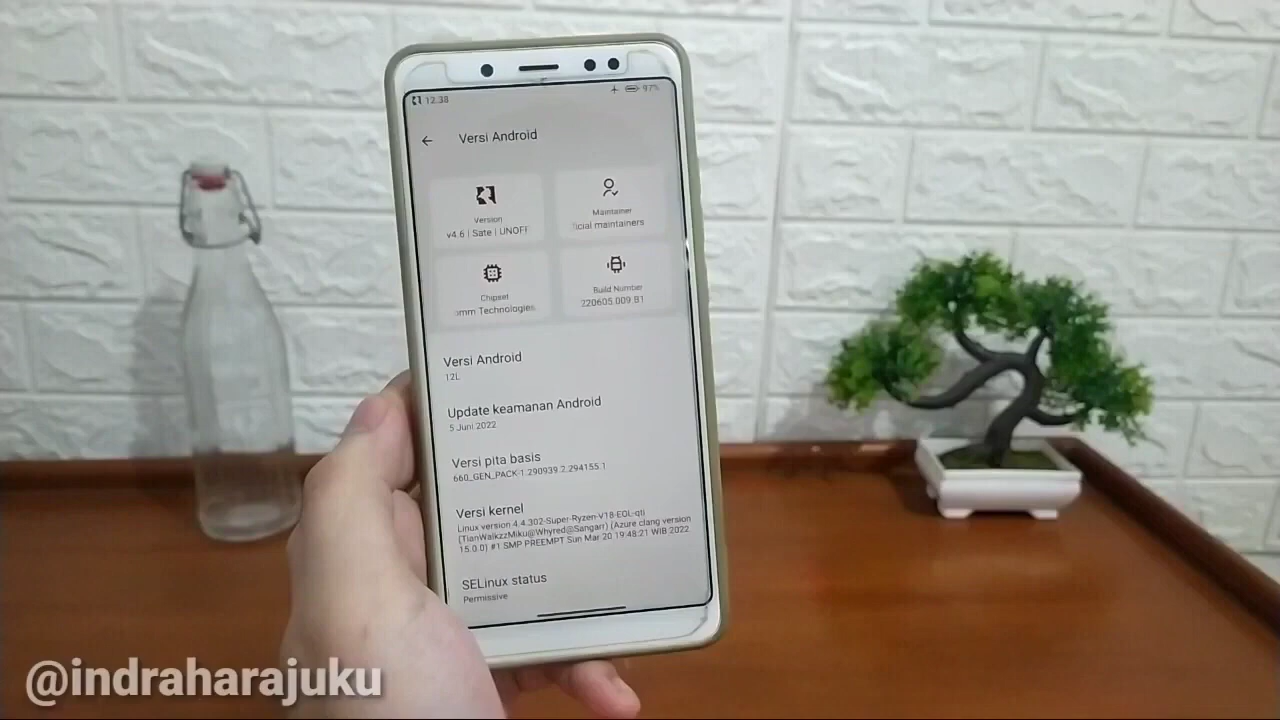 12.38
97%
Versi Android
Version
v4.6 | Sate | UNOFF
Maintainer
icial maintainers
Chipset
omm Technologies
Build Number
220605.009.B1
Versi Android
12L
Update keamanan Android
5 Juni 2022
Versi pita basis
660_GEN_PACK-1.290939.2.294155.1
Versi kernel
Linux version 4.4.302-Super-Ryzen-V18-EOL-qti
(TianWalkzzMiku@Whyred@Sangarr) (Azure clang version
15.0.0) #1 SMP PREEMPT Sun Mar 20 19:48:21 WIB 2022
SELinux status
Permissive
@indraharajuku